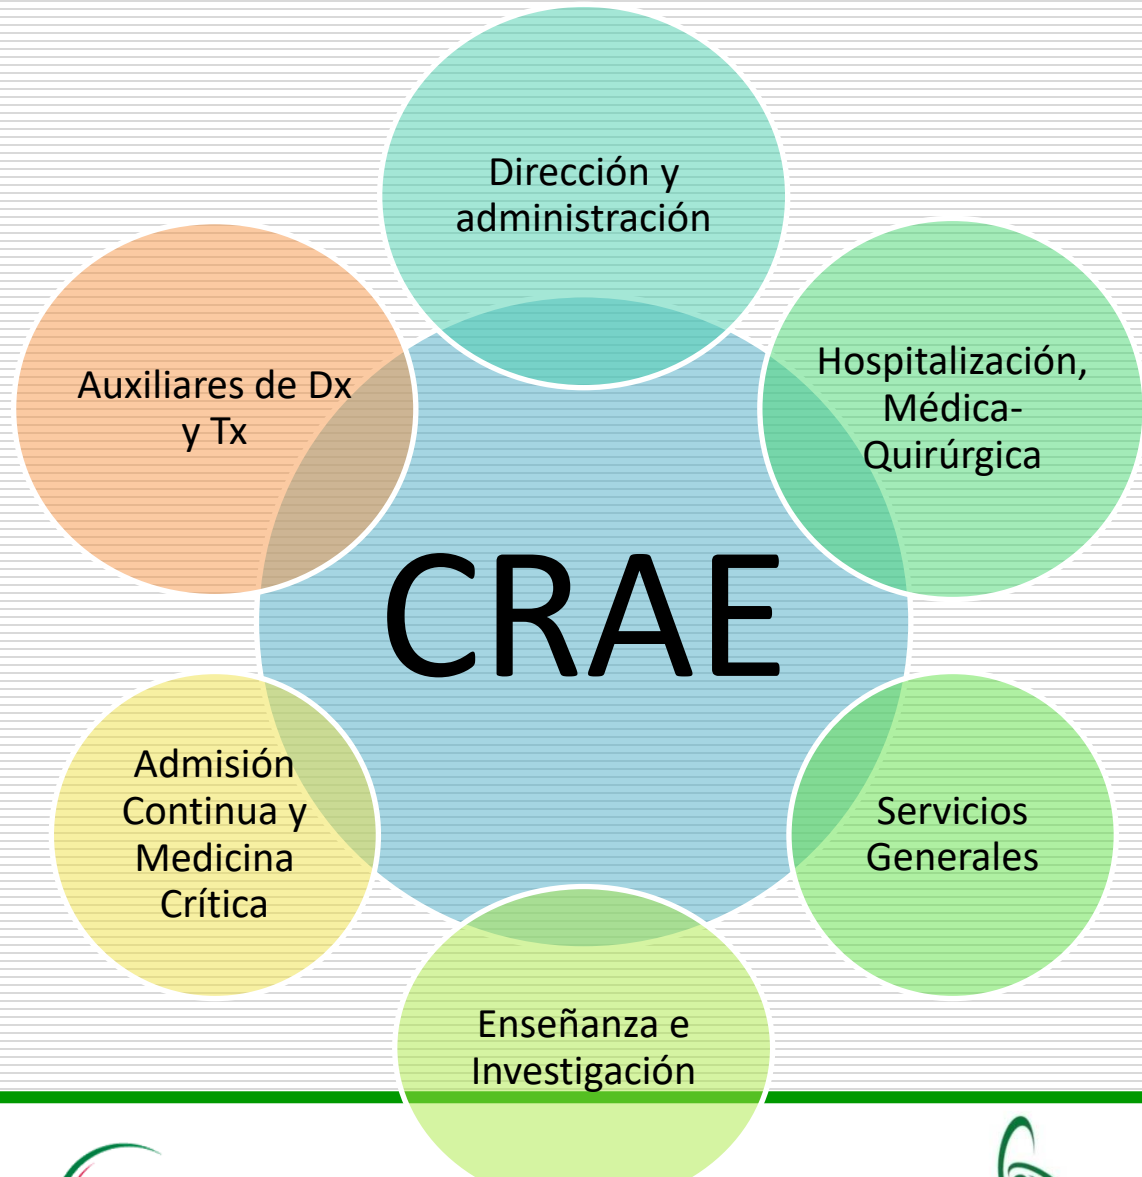 Dirección y
administración
Hospitalización,
Médica-
Quirúrgica
Auxiliares de Dx
y Tx
CRAE
Admisión
Continua y
Medicina
Crítica
Servicios
Generales
Enseñanza e
Investigación